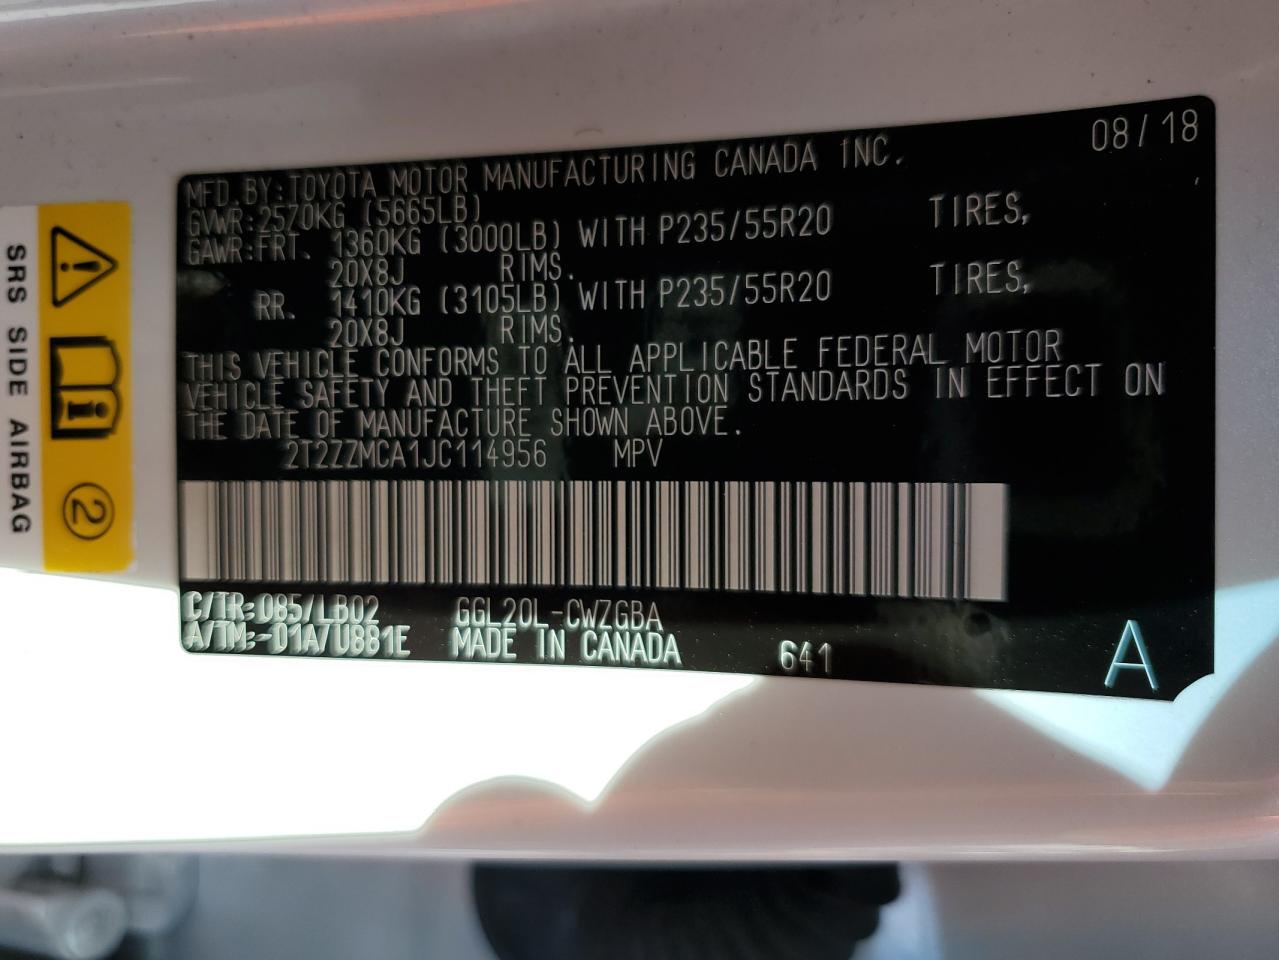 08/18
MFD.BY:TOYOTA MOTOR MANUFACTURING CANADA INC.
GVWR:2570KG (5665LB)
GAWR:FRT. 1360KG (3000LB) WITH P235/55R20 TIRES,
20X8J RIMS.
RR. 1410KG (3105LB) WITH P235/55R20 TIRES,
20X8J RIMS.
THIS VEHICLE CONFORMS TO ALL APPLICABLE FEDERAL MOTOR
VEHICLE SAFETY AND THEFT PREVENTION STANDARDS IN EFFECT ON
THE DATE OF MANUFACTURE SHOWN ABOVE.
2T2ZZMCA1JC114956 MPV
C/TR:085/LB02 GGL20L-CWZGBA
A/TM:-01A/U881E MADE IN CANADA 641
A
SRS SIDE AIRBAG
2